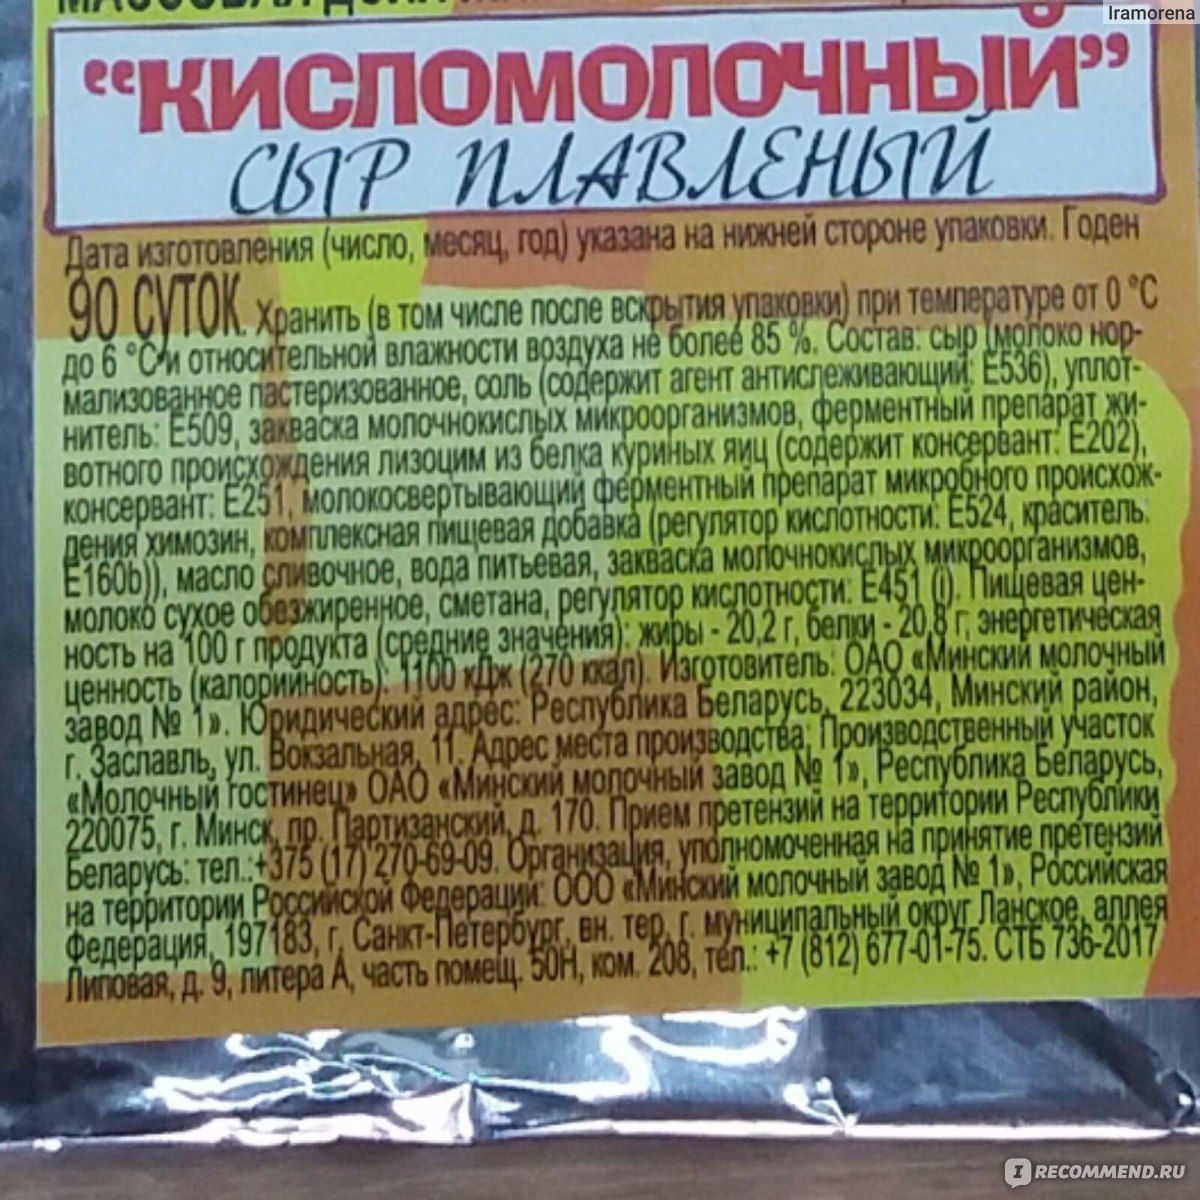 Iramorena
“КИСЛОМОЛОЧНЫЙ”
СЫР ПЛАВЛЕНЫЙ
Дата изготовления (число, месяц, год) указана на нижней стороне упаковки. Годен
90 СУТОК. Хранить (в том числе после вскрытия упаковки) при температуре от 0 °С
до 6 °С и относительной влажности воздуха не более 85 %. Состав: сыр (молоко нор-
мализованное пастеризованное, соль (содержит агент антислеживающий: Е536), уплот-
нитель: Е509, закваска молочнокислых микроорганизмов, ферментный препарат жи-
вотного происхождения лизоцим из белка куриных яиц (содержит консервант: Е202),
консервант: Е251, молокосвертывающий ферментный препарат микробного происхож-
дения химозин, комплексная пищевая добавка (регулятор кислотности: Е524, краситель:
Е160b)), масло сливочное, вода питьевая, закваска молочнокислых микроорганизмов,
молоко сухое обезжиренное, сметана, регулятор кислотности: Е451 (i). Пищевая цен-
ность на 100 г продукта (средние значения): жиры - 20,2 г, белки - 20,8 г, энергетическая
ценность (калорийность): 1100 кДж (270 ккал). Изготовитель: ОАО «Минский молочный
завод № 1». Юридический адрес: Республика Беларусь, 223034, Минский район,
г. Заславль, ул. Вокзальная, 11. Адрес места производства: Производственный участок
«Молочный гостинец» ОАО «Минский молочный завод № 1», Республика Беларусь,
220075, г. Минск, пр. Партизанский, д. 170. Прием претензий на территории Республики
Беларусь: тел.:+375 (17) 270-69-09. Организация, уполномоченная на принятие претензий
на территории Российской Федерации: ООО «Минский молочный завод № 1», Российская
Федерация, 197183, г. Санкт-Петербург, вн. тер. г. муниципальный округ Ланское, аллея
Липовая, д. 9, литера А, часть помещ. 50Н, ком. 208, тел.: +7 (812) 677-01-75. СТБ 736-2017
IRECOMMEND.RU